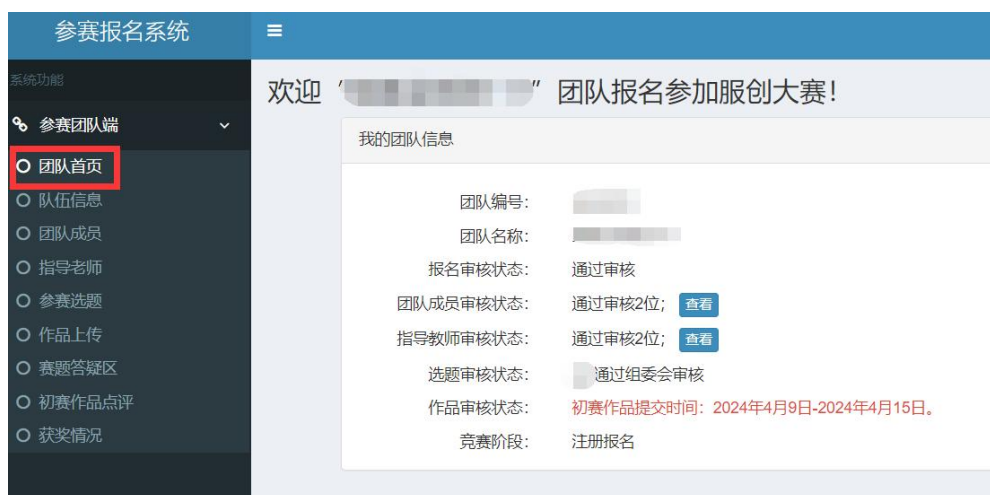 参赛报名系统
系统功能
参赛团队端
团队首页
队伍信息
团队成员
指导老师
参赛选题
作品上传
赛题答疑区
初赛作品点评
获奖情况
欢迎 “ ” 团队报名参加服创大赛！
我的团队信息
团队编号：
团队名称：
报名审核状态： 通过审核
团队成员审核状态： 通过审核2位； 查看
指导教师审核状态： 通过审核2位； 查看
选题审核状态： 通过组委会审核
作品审核状态： 初赛作品提交时间：2024年4月9日-2024年4月15日。
竞赛阶段： 注册报名